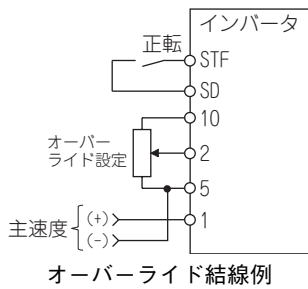 インバータ
正転
STF
SD
10
オーバー
ライド設定
2
5
主速度
(+)
1
(-)
オーバーライド結線例